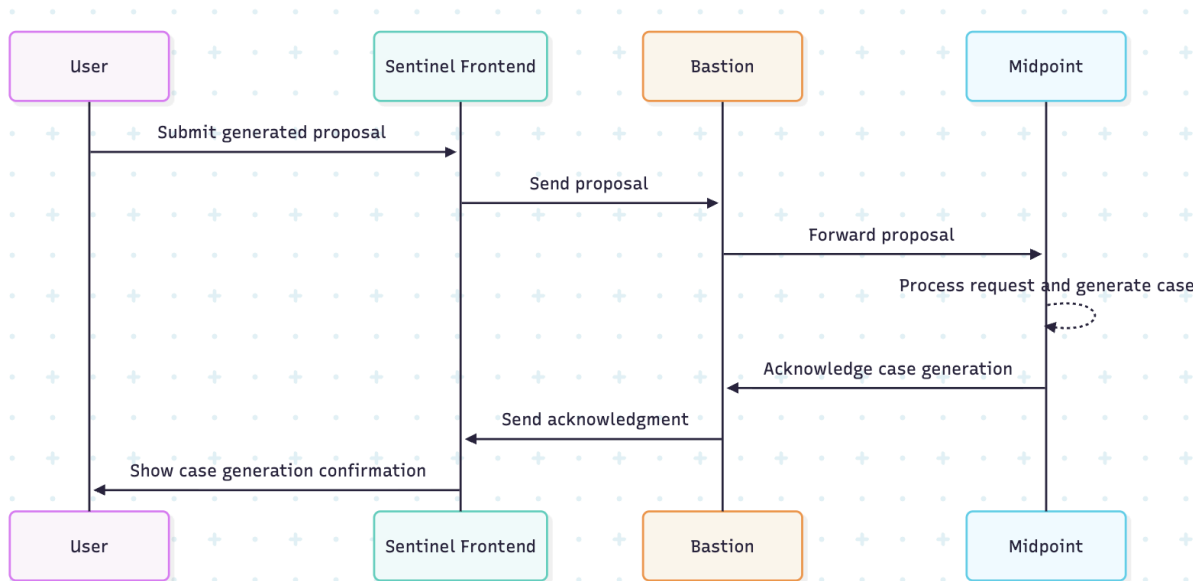 User
Sentinel Frontend
Bastion
Midpoint
Submit generated proposal
Send proposal
Forward proposal
Process request and generate case
Acknowledge case generation
Send acknowledgment
Show case generation confirmation
User
Sentinel Frontend
Bastion
Midpoint